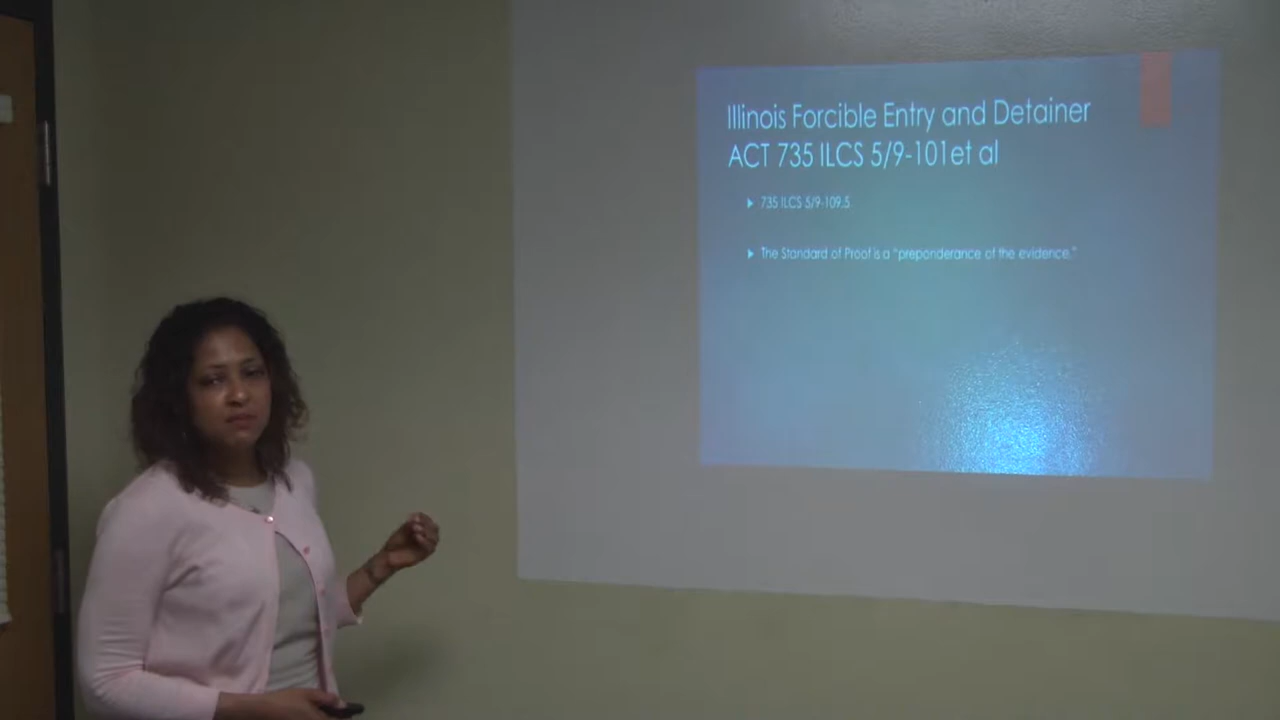 Illinois Forcible Entry and Detainer
ACT 735 ILCS 5/9-101et al
735 ILCS 5/9-109.5
The Standard of Proof is a "preponderance of the evidence."